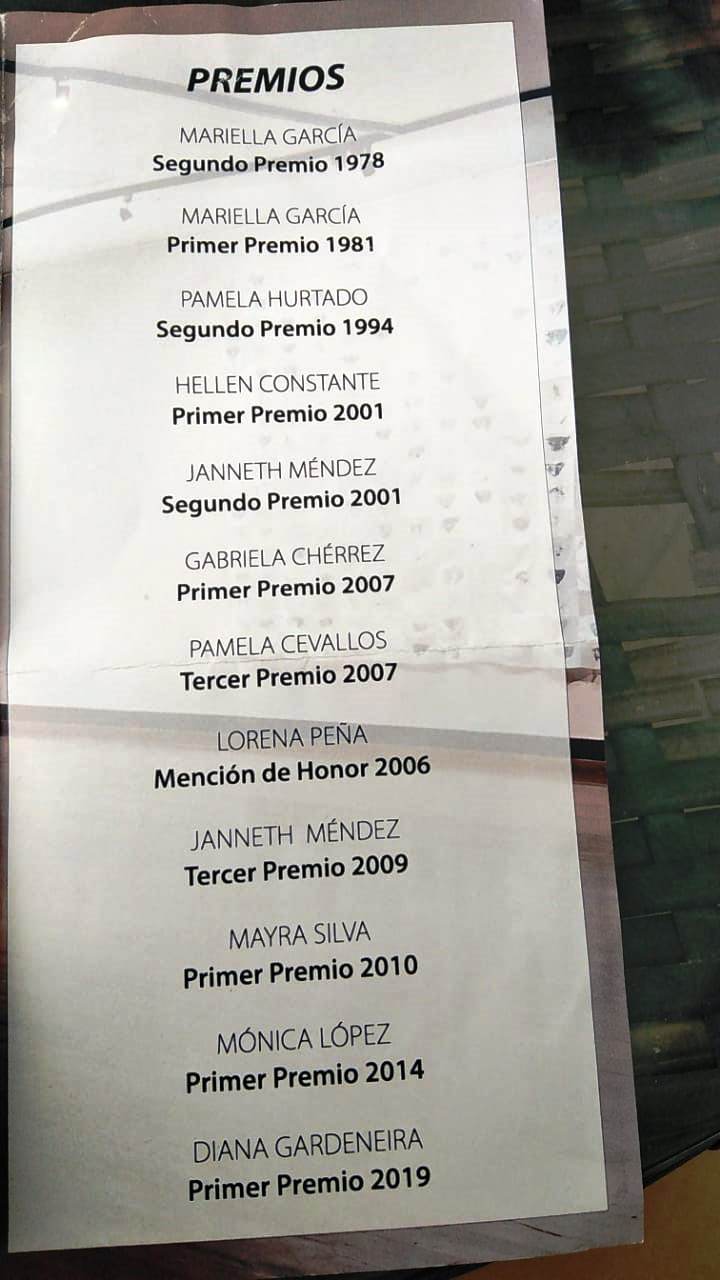 PREMIOS
MARIELLA GARCÍA
Segundo Premio 1978
MARIELLA GARCÍA
Primer Premio 1981
PAMELA HURTADO
Segundo Premio 1994
HELLEN CONSTANTE
Primer Premio 2001
JANNETH MÉNDEZ
Segundo Premio 2001
GABRIELA CHÉRREZ
Primer Premio 2007
PAMELA CEVALLOS
Tercer Premio 2007
LORENA PEÑA
Mención de Honor 2006
JANNETH MÉNDEZ
Tercer Premio 2009
MAYRA SILVA
Primer Premio 2010
MÓNICA LÓPEZ
Primer Premio 2014
DIANA GARDENEIRA
Primer Premio 2019